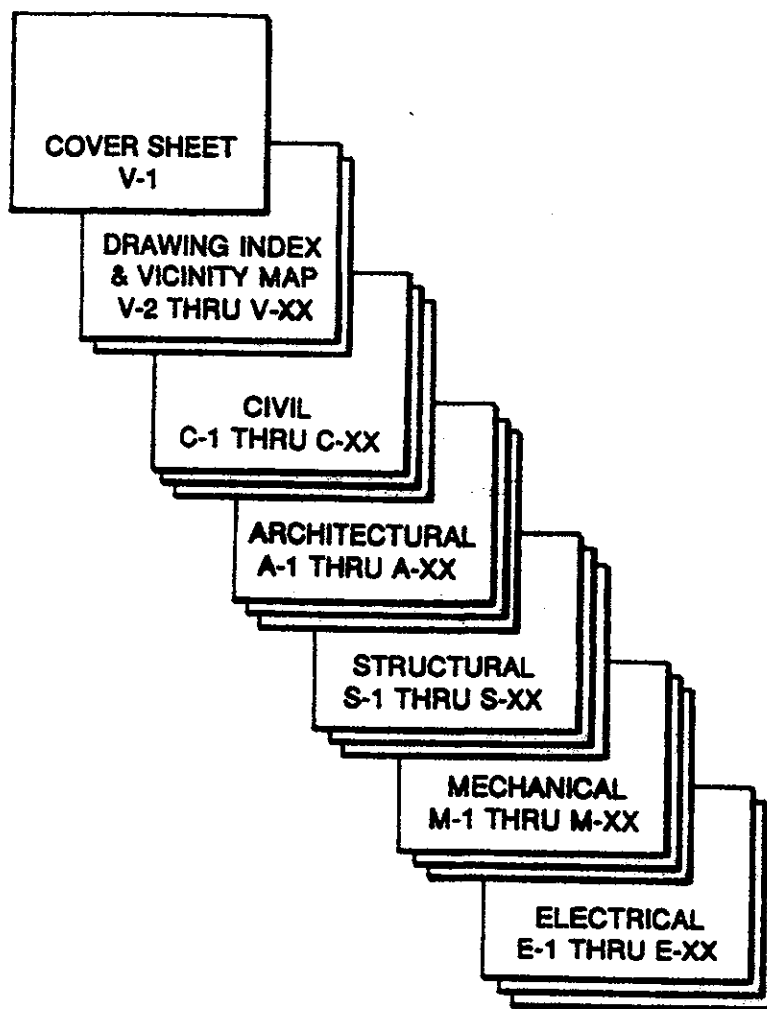 COVER SHEET
V-1
DRAWING INDEX
& VICINITY MAP
V-2 THRU V-XX
CIVIL
C-1 THRU C-XX
ARCHITECTURAL
A-1 THRU A-XX
STRUCTURAL
S-1 THRU S-XX
MECHANICAL
M-1 THRU M-XX
ELECTRICAL
E-1 THRU E-XX